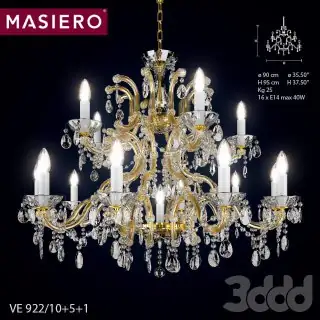 MASIERO®
ø 90 cm ø 35.50"
H 95 cm H 37.50"
Kg 25
16 x E14 max 40W
VE 922/10+5+1
3ddd